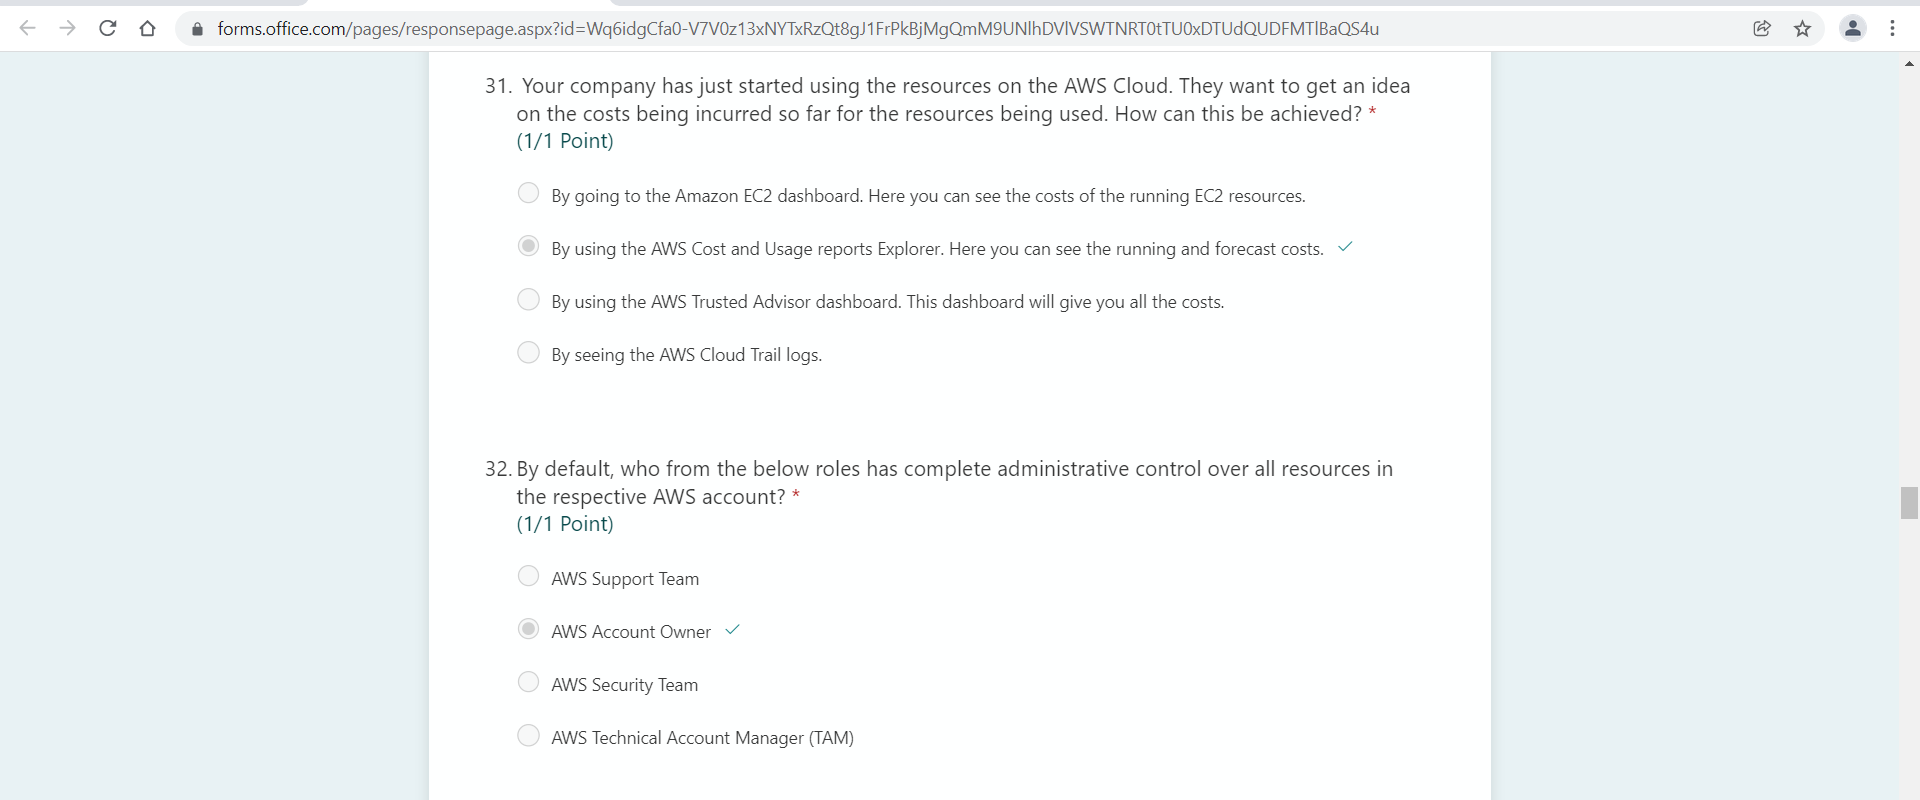 forms.office.com/pages/responsepage.aspx?id=Wq6idgCfa0-V7V0z13xNYTxRzQt8gJ1FrPkBjMgQmM9UNlhDVlVSWTNRT0tTU0xDTUdQUDFMTlBaQS4u
31. Your company has just started using the resources on the AWS Cloud. They want to get an idea
on the costs being incurred so far for the resources being used. How can this be achieved? *
(1/1 Point)
By going to the Amazon EC2 dashboard. Here you can see the costs of the running EC2 resources.
By using the AWS Cost and Usage reports Explorer. Here you can see the running and forecast costs.
By using the AWS Trusted Advisor dashboard. This dashboard will give you all the costs.
By seeing the AWS Cloud Trail logs.
32. By default, who from the below roles has complete administrative control over all resources in
the respective AWS account? *
(1/1 Point)
AWS Support Team
AWS Account Owner
AWS Security Team
AWS Technical Account Manager (TAM)